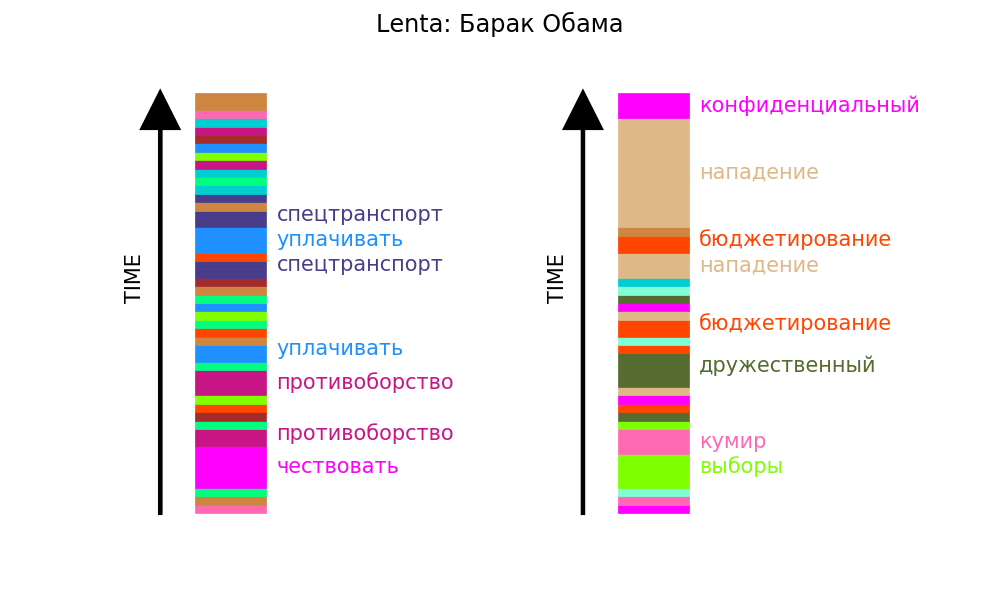 Lenta: Барак Обама
TIME
спецтранспорт
уплачивать
спецтранспорт
уплачивать
противоборство
противоборство
чествовать
TIME
конфиденциальный
нападение
бюджетирование
нападение
бюджетирование
дружественный
кумир
выборы